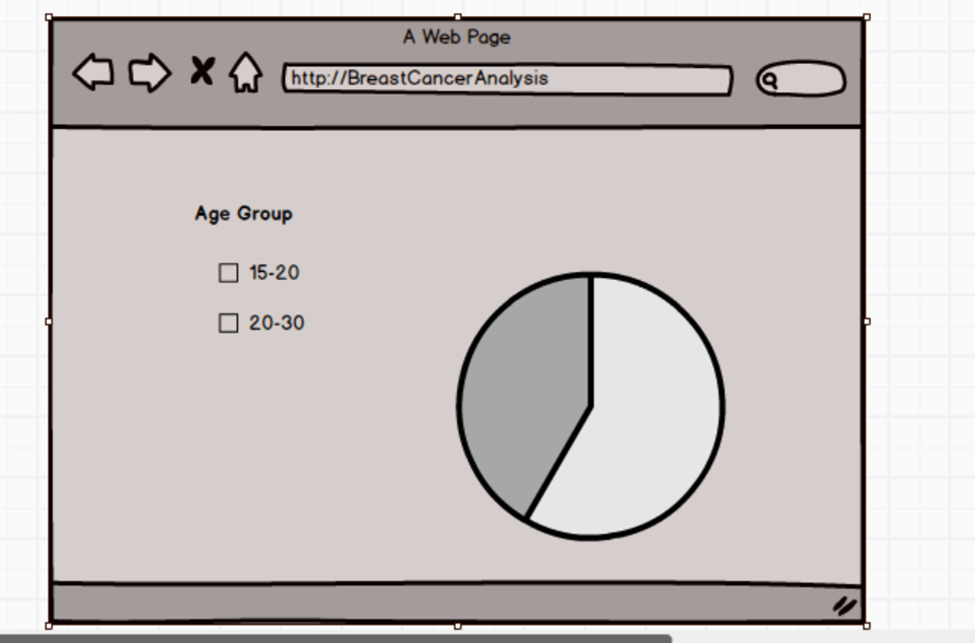 A Web Page
http://BreastCancerAnalysis
Age Group
15-20
20-30